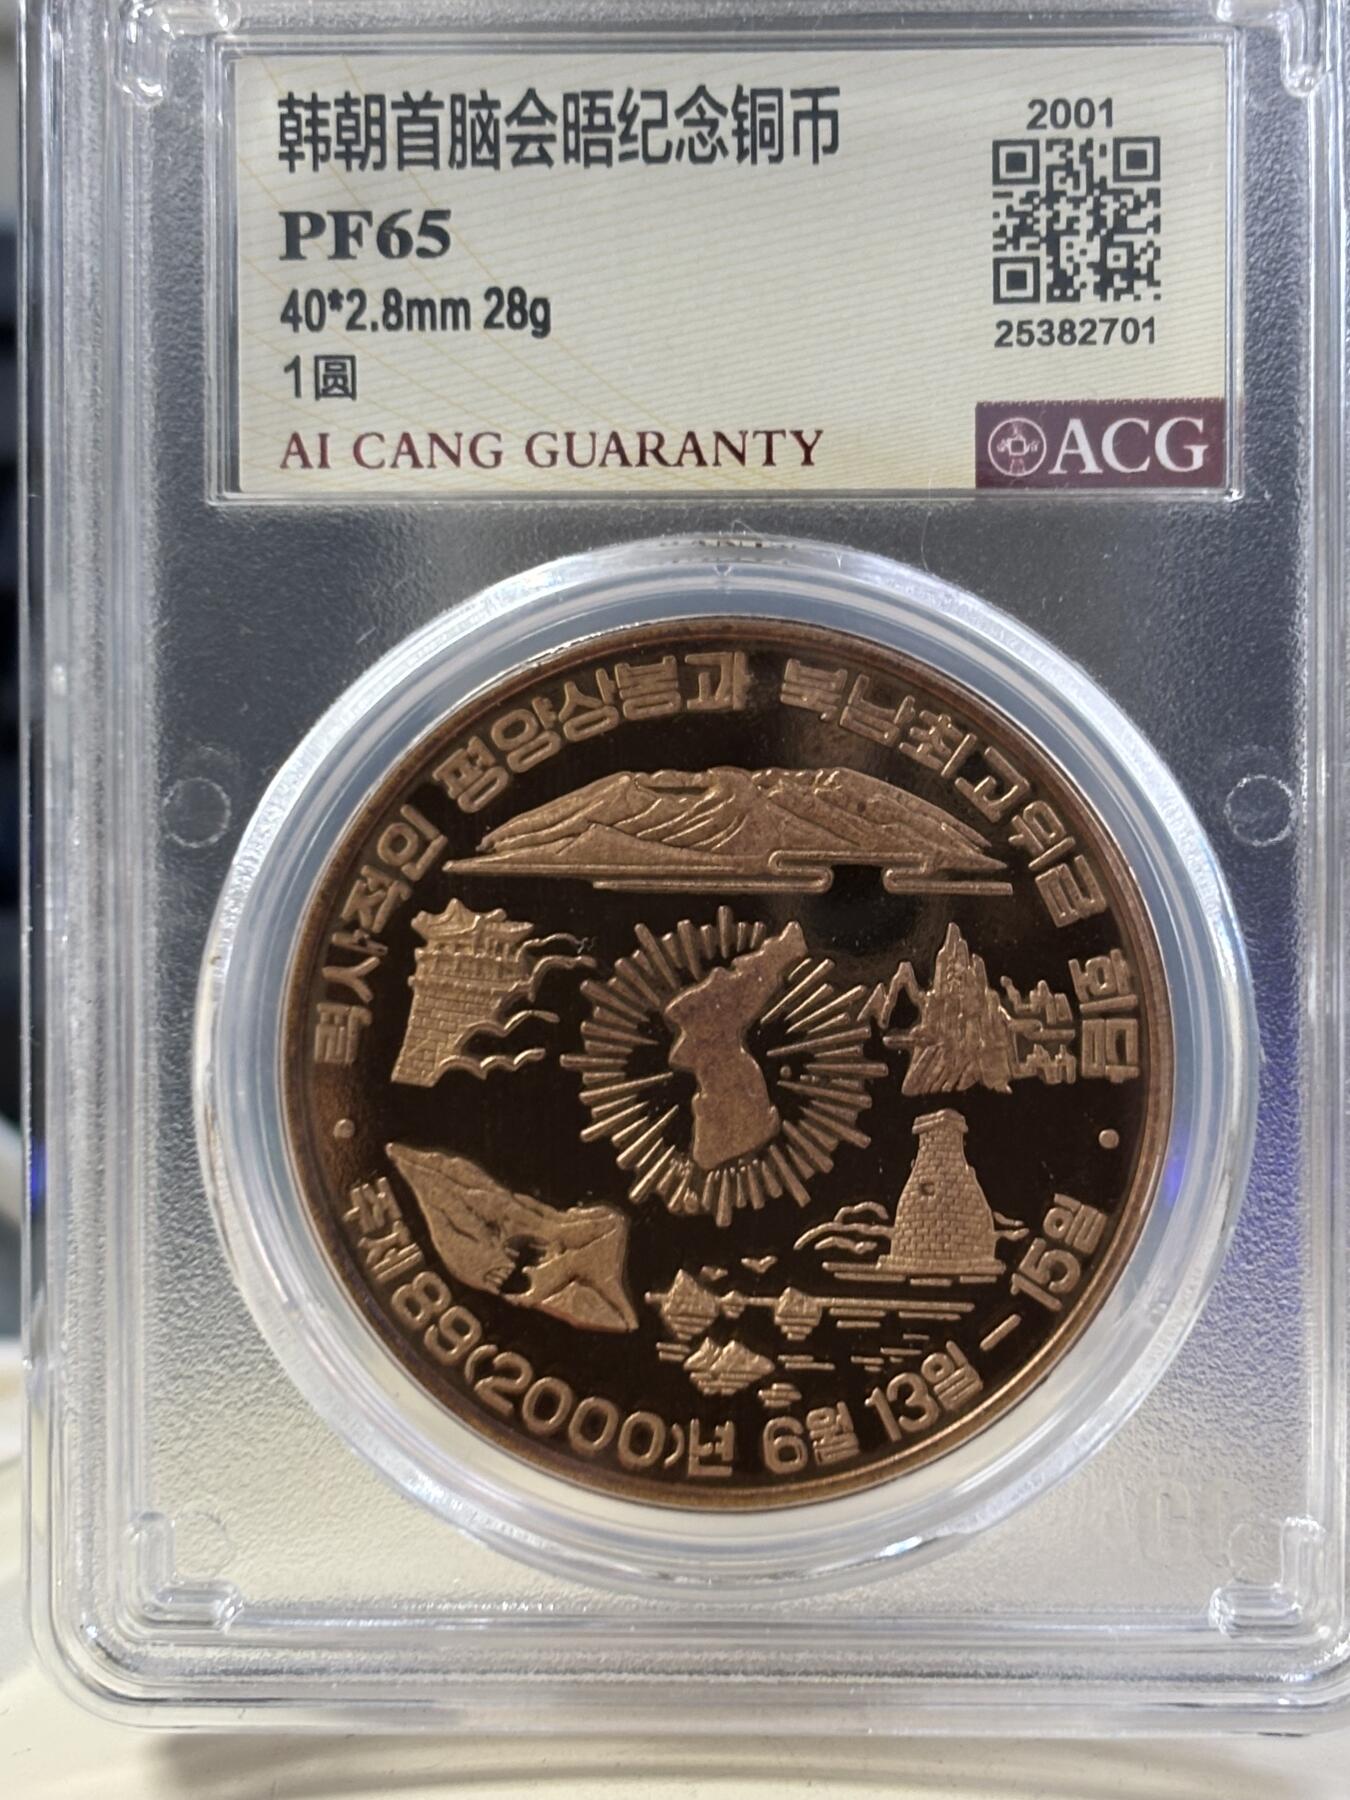 韩朝首脑会晤纪念铜币
PF65
40*2.8mm 28g
1圆
AI CANG GUARANTY
2001
25382701
ACG
력사적인 평양상봉과 북남최고위급 회담
주체89(2000)년 6월 13일-15일